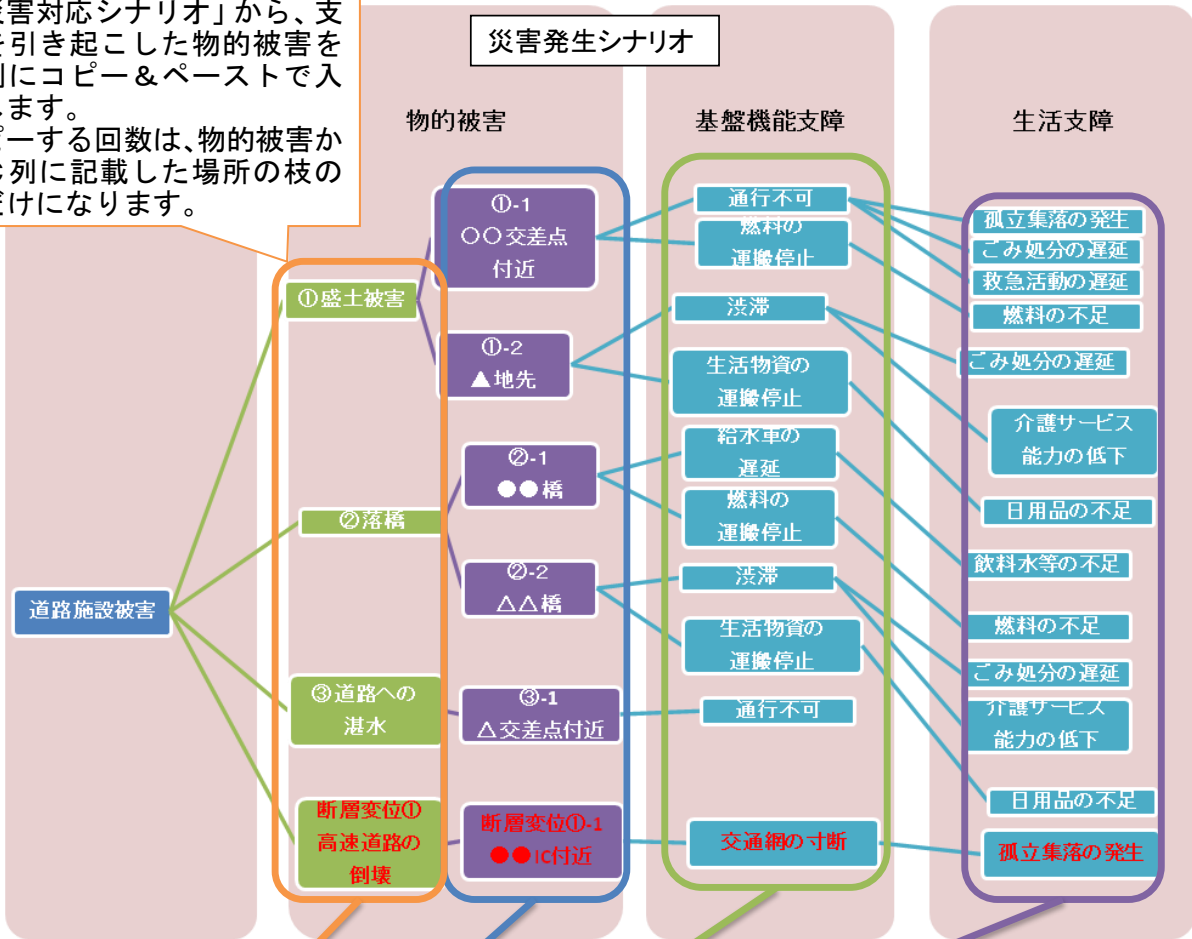 災害対応シナリオ」から、支
を引き起こした物的被害を
列にコピー＆ペーストで入
します。
ピーする回数は、物的被害か
じ列に記載した場所の枝の
だけになります。
災害発生シナリオ
物的被害
基盤機能支障
生活支障
道路施設被害
①盛土被害
②落橋
③道路への
湛水
断層変位①
高速道路の
倒壊
①-1
○○交差点
付近
①-2
▲地先
②-1
●●橋
②-2
△△橋
③-1
△交差点付近
断層変位①-1
●●IC付近
通行不可
燃料の
運搬停止
渋滞
生活物資の
運搬停止
給水車の
遅延
燃料の
運搬停止
渋滞
生活物資の
運搬停止
通行不可
交通網の寸断
孤立集落の発生
ごみ処分の遅延
救急活動の遅延
燃料の不足
ごみ処分の遅延
介護サービス
能力の低下
日用品の不足
飲料水等の不足
燃料の不足
ごみ処分の遅延
介護サービス
能力の低下
日用品の不足
孤立集落の発生